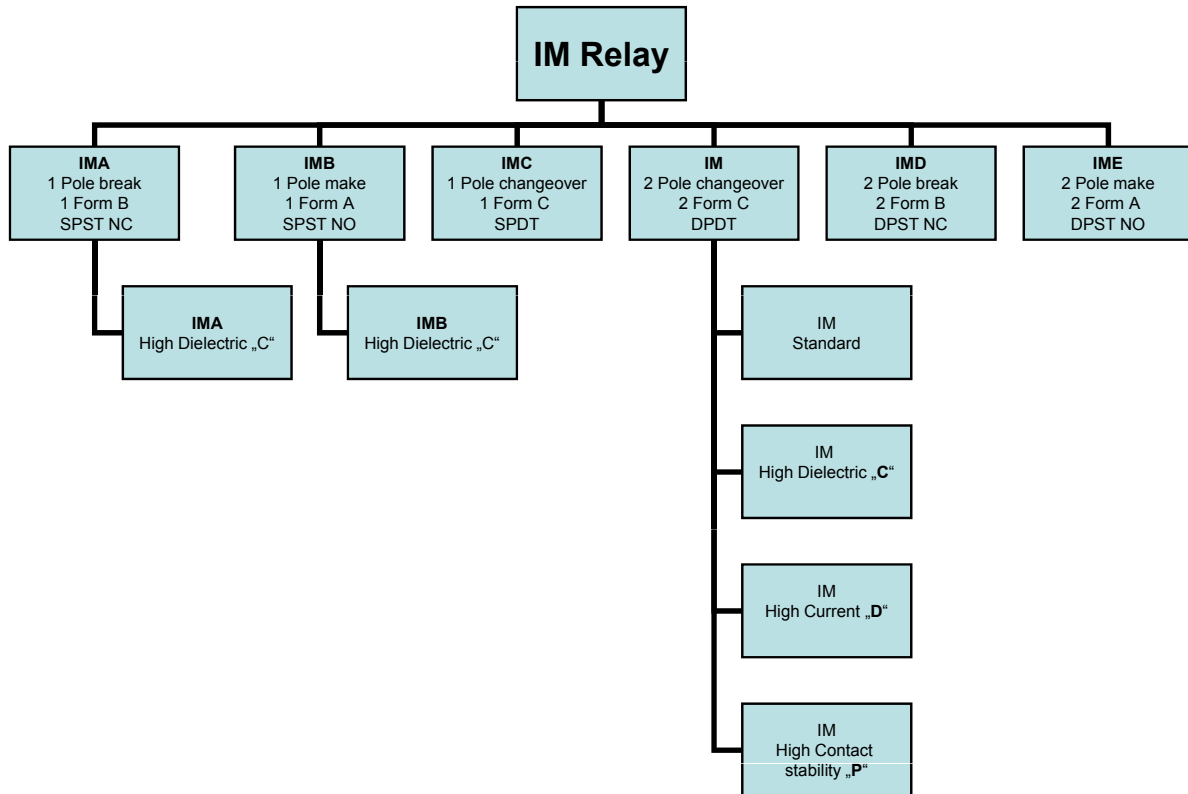 IM Relay
IMA
1 Pole break
1 Form B
SPST NC
IMB
1 Pole make
1 Form A
SPST NO
IMC
1 Pole changeover
1 Form C
SPDT
IM
2 Pole changeover
2 Form C
DPDT
IMD
2 Pole break
2 Form B
DPST NC
IME
2 Pole make
2 Form A
DPST NO
IMA
High Dielectric „C“
IMB
High Dielectric „C“
IM
Standard
IM
High Dielectric „C“
IM
High Current „D“
IM
High Contact
stability „P“